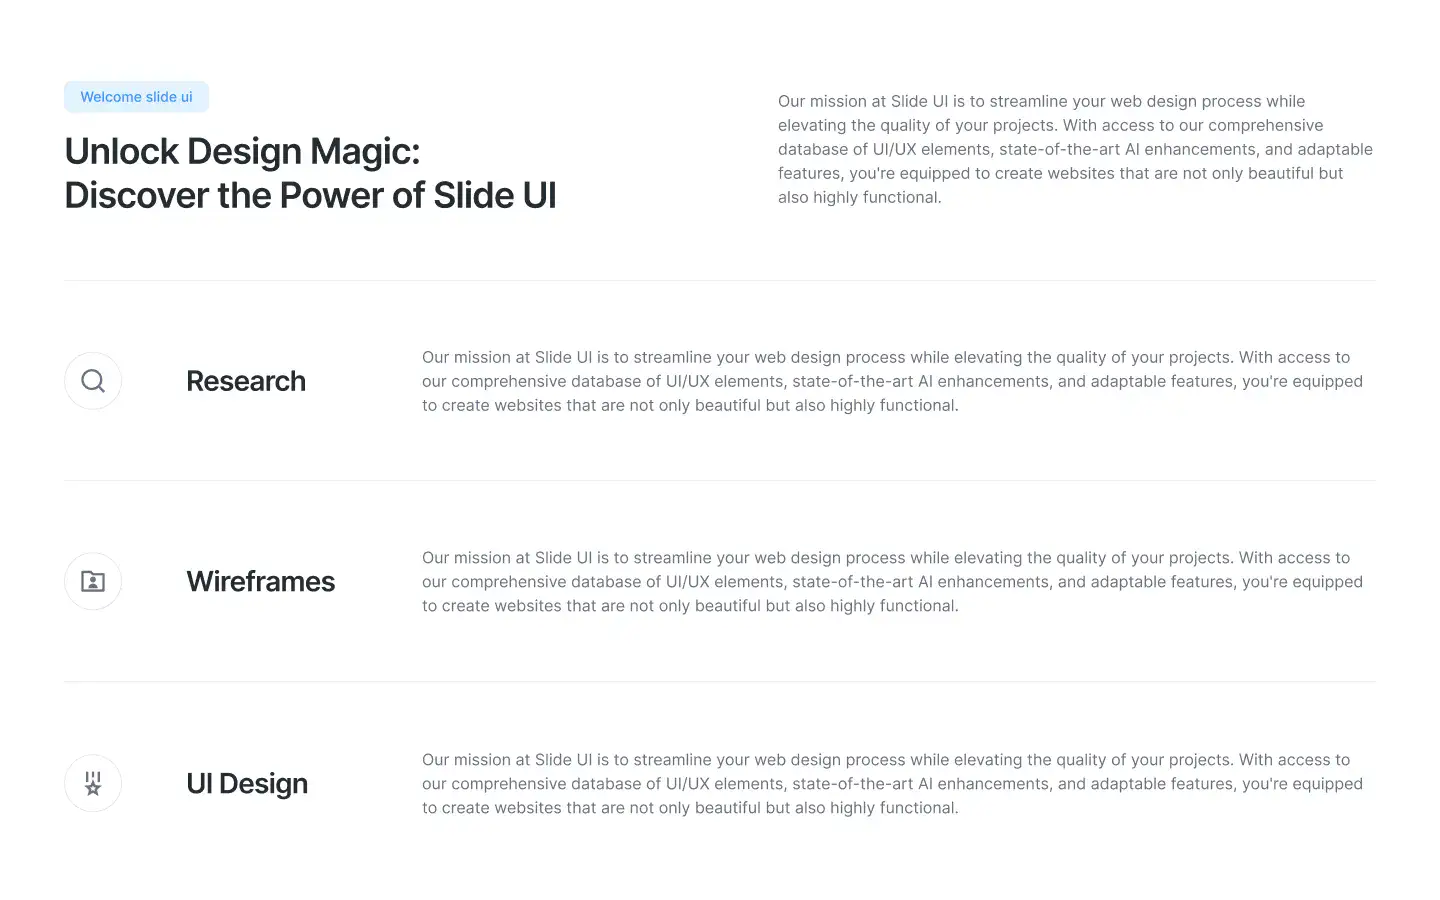 Welcome slide ui
Unlock Design Magic:
Discover the Power of Slide UI
Our mission at Slide UI is to streamline your web design process while
elevating the quality of your projects. With access to our comprehensive
database of UI/UX elements, state-of-the-art AI enhancements, and adaptable
features, you're equipped to create websites that are not only beautiful but
also highly functional.
Research
Our mission at Slide UI is to streamline your web design process while elevating the quality of your projects. With access to
our comprehensive database of UI/UX elements, state-of-the-art AI enhancements, and adaptable features, you're equipped
to create websites that are not only beautiful but also highly functional.
Wireframes
Our mission at Slide UI is to streamline your web design process while elevating the quality of your projects. With access to
our comprehensive database of UI/UX elements, state-of-the-art AI enhancements, and adaptable features, you're equipped
to create websites that are not only beautiful but also highly functional.
UI Design
Our mission at Slide UI is to streamline your web design process while elevating the quality of your projects. With access to
our comprehensive database of UI/UX elements, state-of-the-art AI enhancements, and adaptable features, you're equipped
to create websites that are not only beautiful but also highly functional.